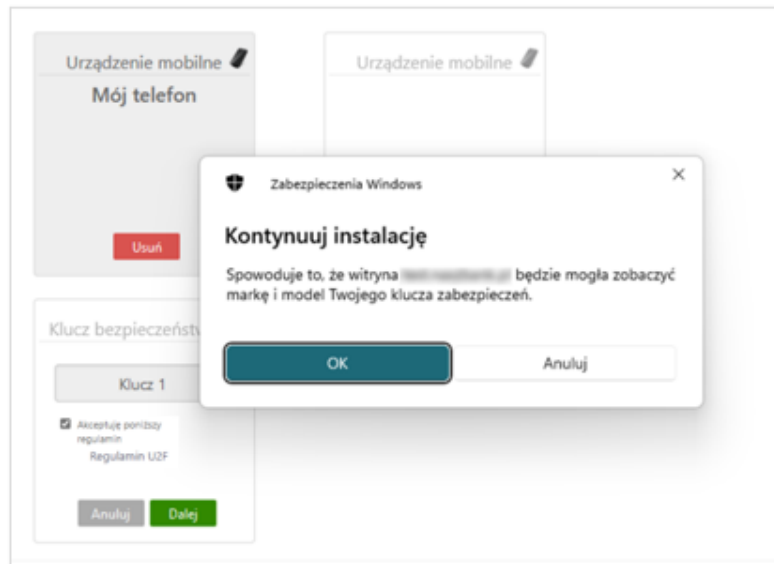 Urządzenie mobilne
Mój telefon
Usuń
Urządzenie mobilne
Zabezpieczenia Windows
Kontynuuj instalację
Spowoduje to, że witryna będzie mogła zobaczyć
markę i model Twojego klucza zabezpieczeń.
OK
Anuluj
Klucz bezpieczeństw
Klucz 1
Akceptuję poniższy
regulamin
Regulamin U2F
Anuluj
Dalej